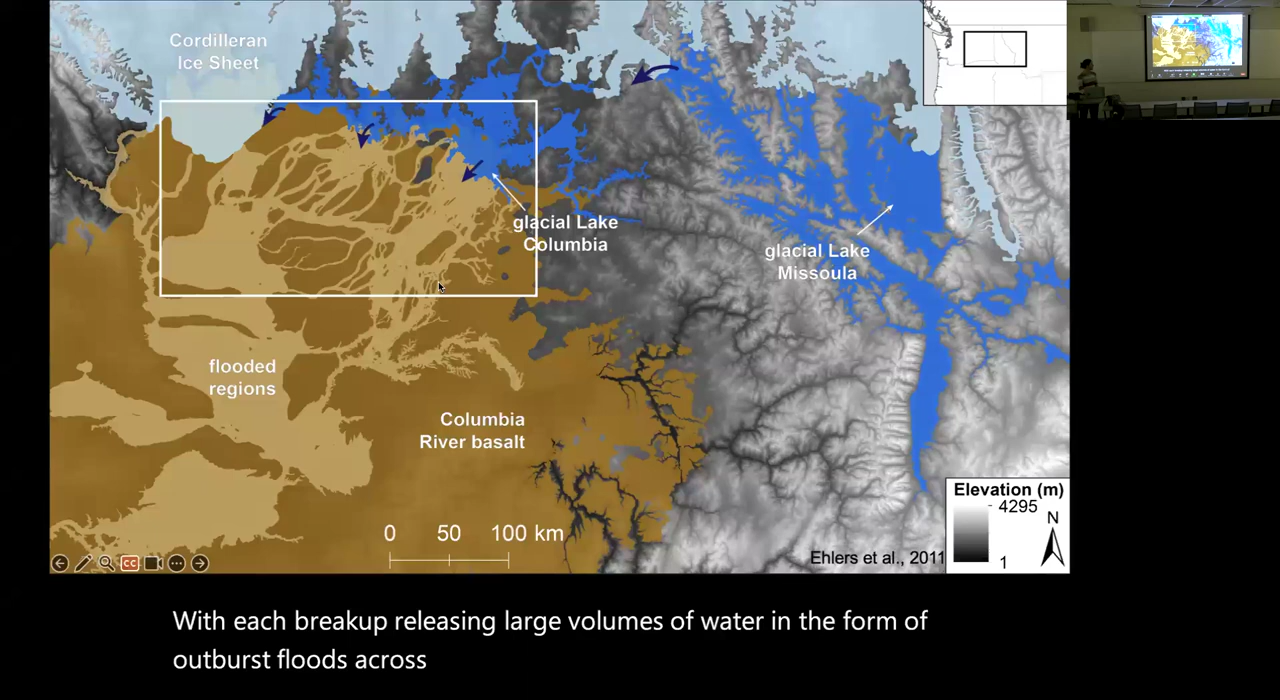 Cordilleran
Ice Sheet
glacial Lake
Columbia
glacial Lake
Missoula
flooded
regions
Columbia
River basalt
0 50 100 km
Ehlers et al., 2011
Elevation (m)
4295
1
N
CC
With each breakup releasing large volumes of water in the form of
outburst floods across